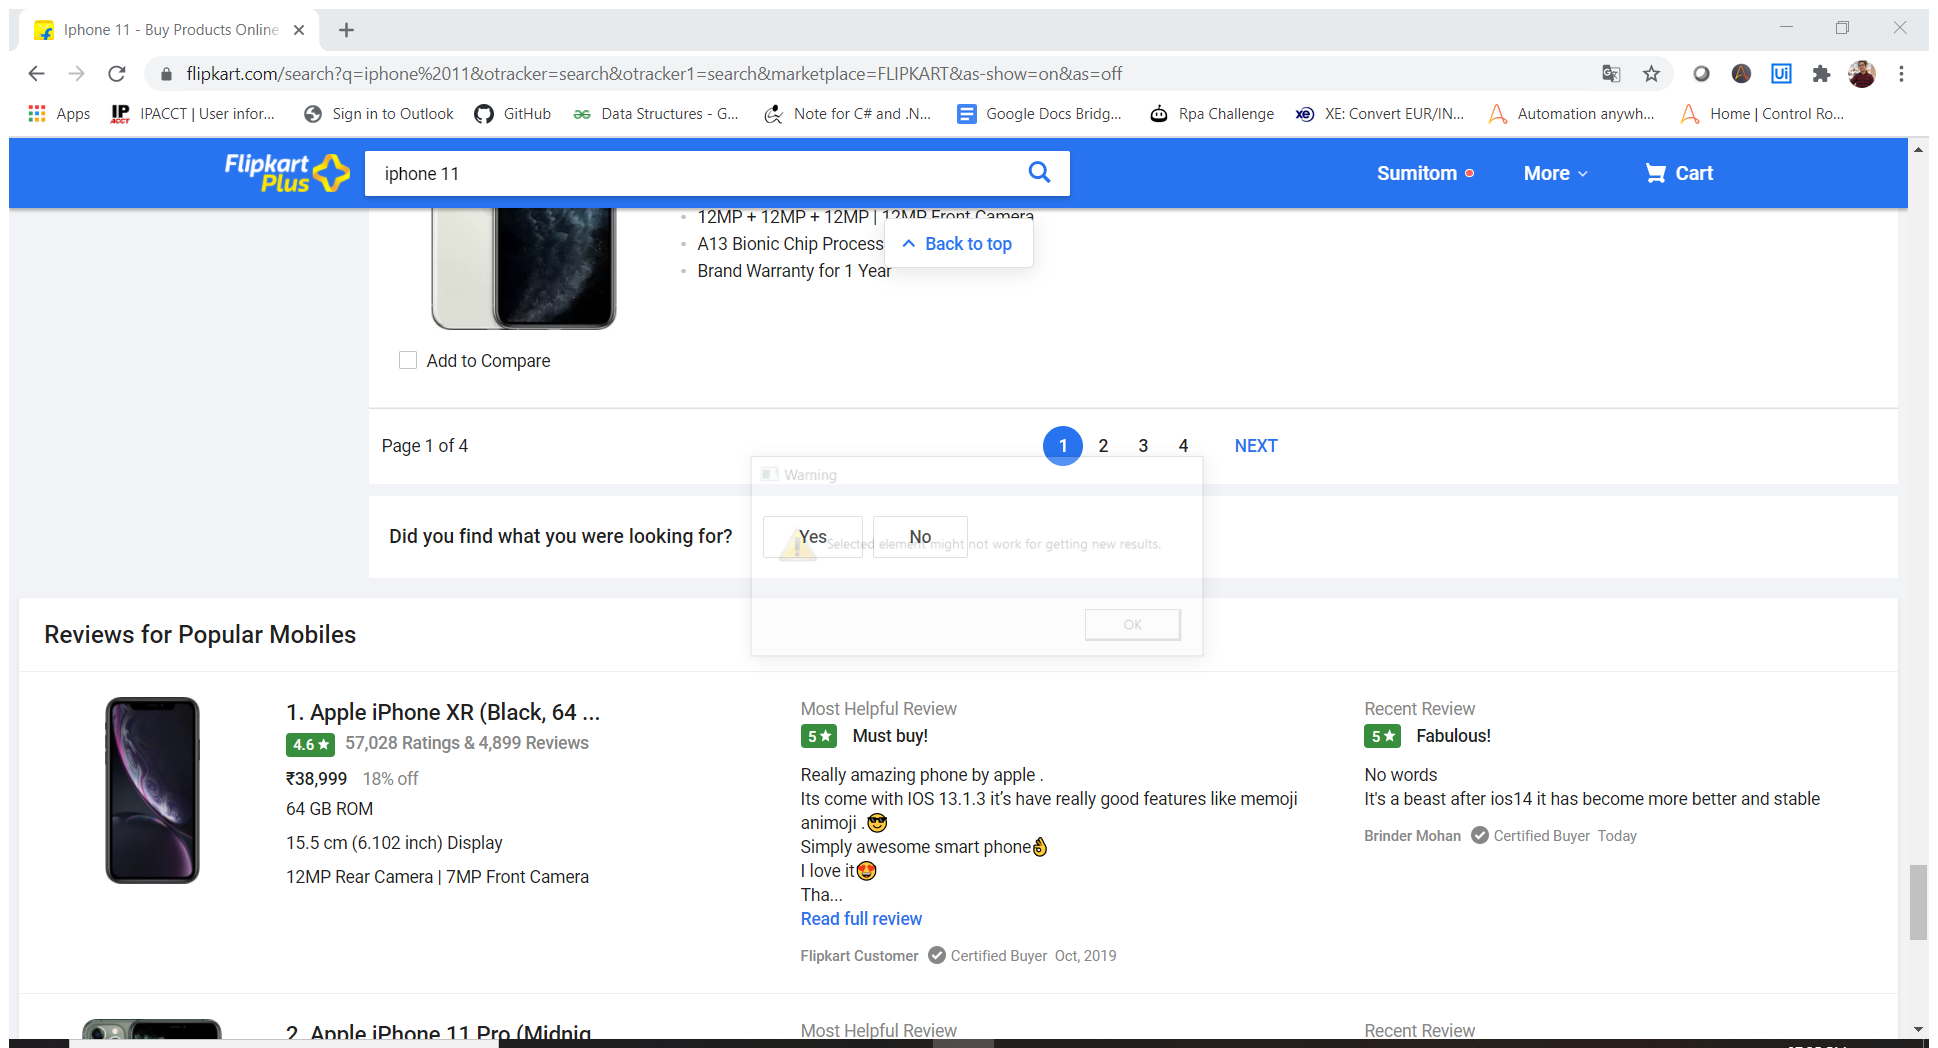 Iphone 11 - Buy Products Online
flipkart.com/search?q=iphone%2011&otracker=search&otracker1=search&marketplace=FLIPKART&as-show=on&as=off
Apps IPACCT | User infor... Sign in to Outlook GitHub Data Structures - G... Note for C# and .N... Google Docs Bridg... Rpa Challenge XE: Convert EUR/IN... Automation anywh... Home | Control Ro...
Flipkart
Plus
iphone 11
Sumitom More Cart
12MP + 12MP + 12MP | 12MP Front Camera
A13 Bionic Chip Process
Back to top
Brand Warranty for 1 Year
Add to Compare
Page 1 of 4
1 2 3 4 NEXT
Warning
Did you find what you were looking for?
Yes No
Selected element might not work for getting new results.
OK
Reviews for Popular Mobiles
1. Apple iPhone XR (Black, 64 ...
4.6★ 57,028 Ratings & 4,899 Reviews
₹38,999 18% off
64 GB ROM
15.5 cm (6.102 inch) Display
12MP Rear Camera | 7MP Front Camera
Most Helpful Review
5★ Must buy!
Really amazing phone by apple .
Its come with IOS 13.1.3 it’s have really good features like memoji
animoji .😎
Simply awesome smart phone👌
I love it😍
Tha...
Read full review
Flipkart Customer Certified Buyer Oct, 2019
Recent Review
5★ Fabulous!
No words
It's a beast after ios14 it has become more better and stable
Brinder Mohan Certified Buyer Today
2. Apple iPhone 11 Pro (Midnig
Most Helpful Review
Recent Review